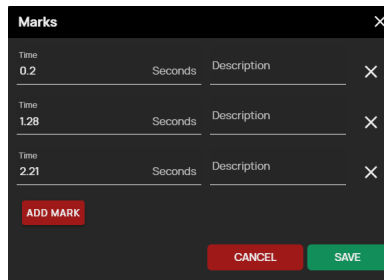 Marks
Time
0.2 Seconds Description
Time
1.28 Seconds Description
Time
2.21 Seconds Description
ADD MARK
CANCEL SAVE